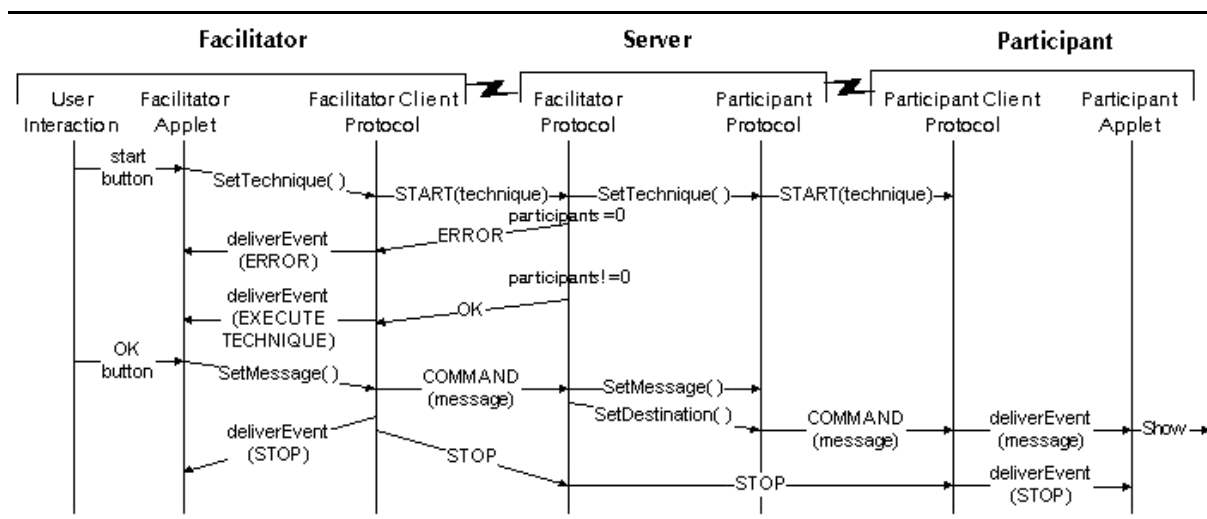 Facilitator Server Participant
User Interaction
Facilitator Applet
Facilitator Client Protocol
Facilitator Protocol
Participant Protocol
Participant Client Protocol
Participant Applet
start
button
SetTechnique( )
START(technique)
SetTechnique( )
START(technique)
participants=0
ERROR
deliverEvent
(ERROR)
participants!=0
OK
deliverEvent
(EXECUTE
TECHNIQUE)
OK
button
SetMessage( )
COMMAND
(message)
SetMessage( )
SetDestination( )
COMMAND
(message)
deliverEvent
(message)
Show
deliverEvent
(STOP)
STOP
STOP
deliverEvent
(STOP)